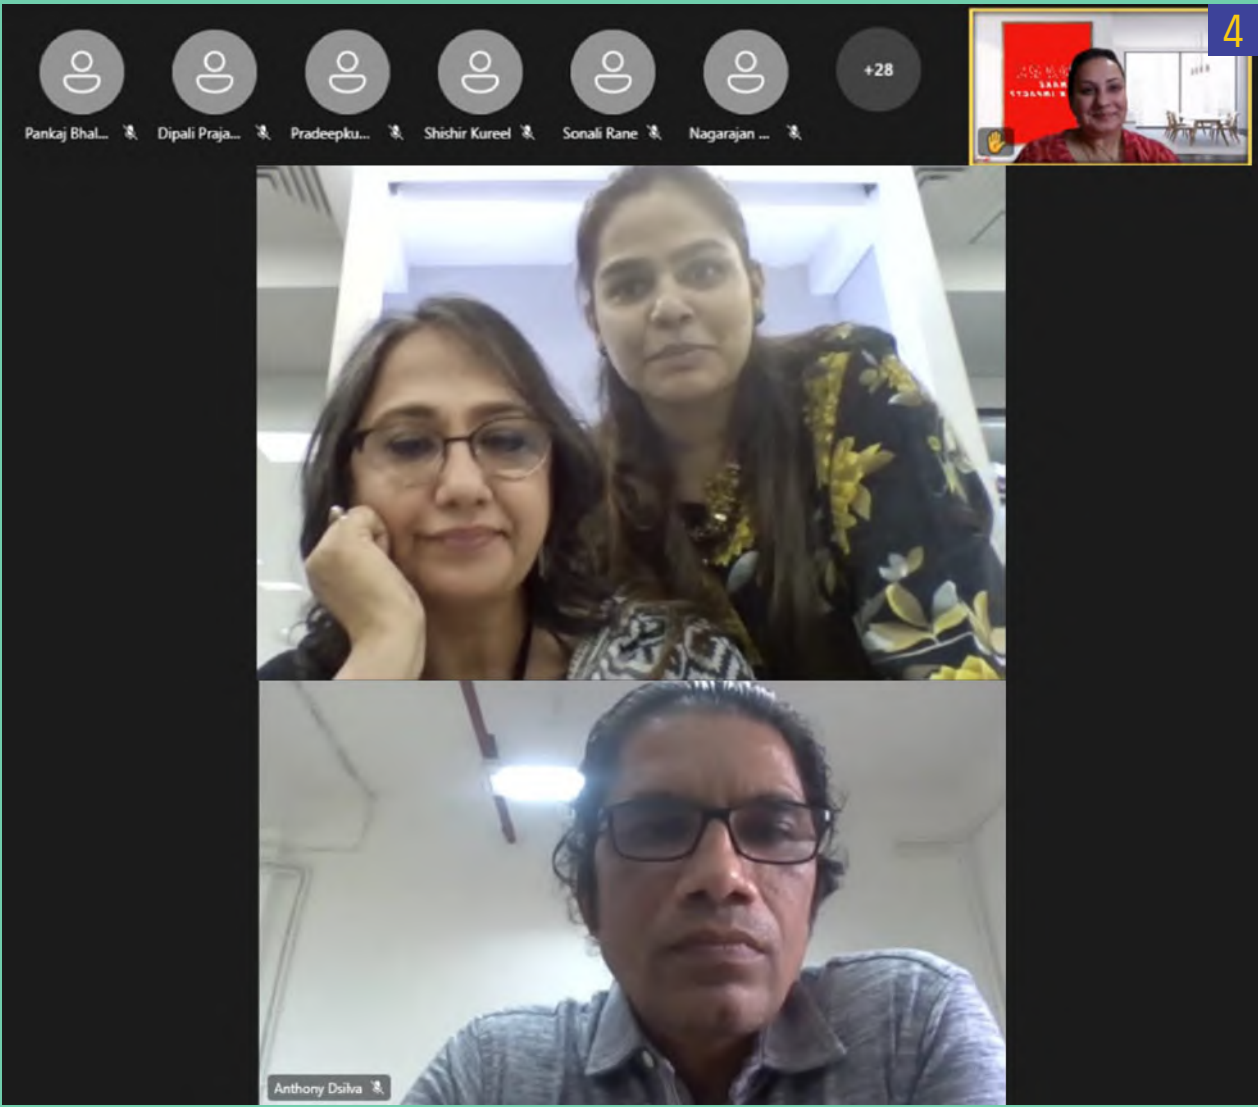 4
Pankaj Bhal...
Dipali Praja...
Pradeepku...
Shishir Kureel
Sonali Rane
Nagarajan ...
+28
Anthony Dsilva